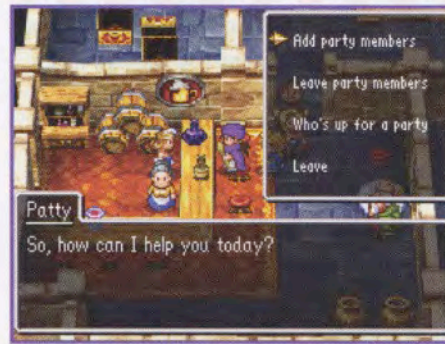 Add party members
Leave party members
Who's up for a party
Leave
Patty
So, how can I help you today?